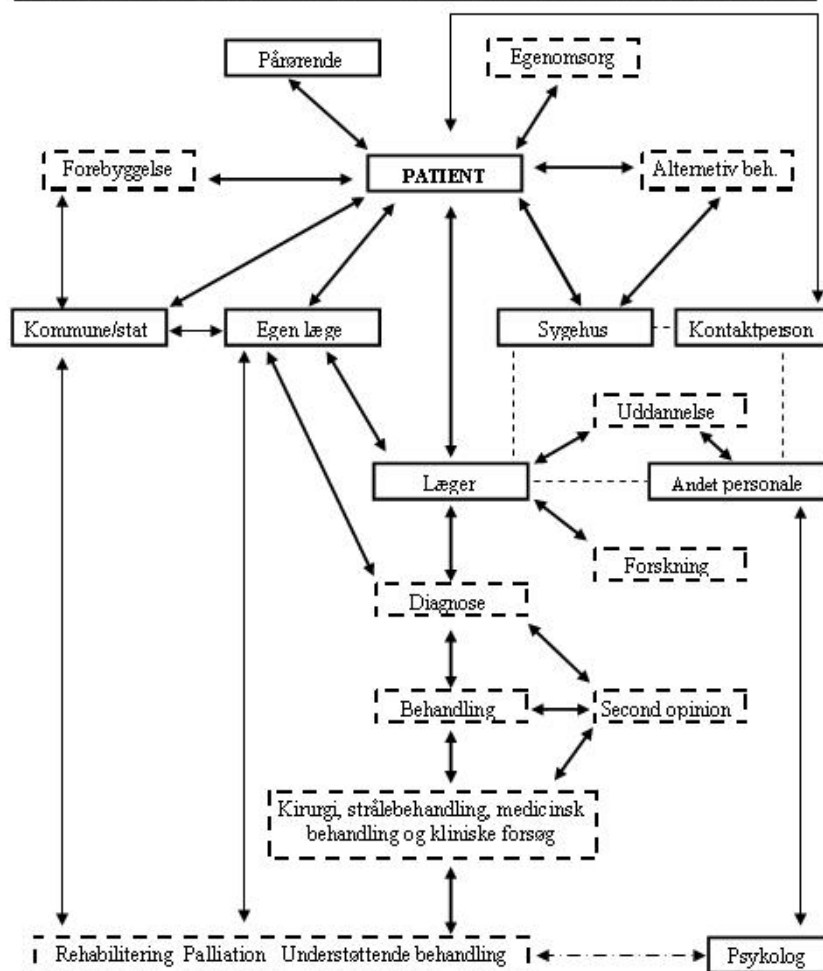 Pårørende
Egenomsorg
Forebyggelse
PATIENT
Alternetiv beh.
Kommune/stat
Egen læge
Sygehus
Kontaktperson
Uddannelse
Læger
Andet personale
Forskning
Diagnose
Behandling
Second opinion
Kirurgi, strålebehandling, medicinsk
behandling og kliniske forsøg
Rehabilitering Palliation Understøttende behandling
Psykolog